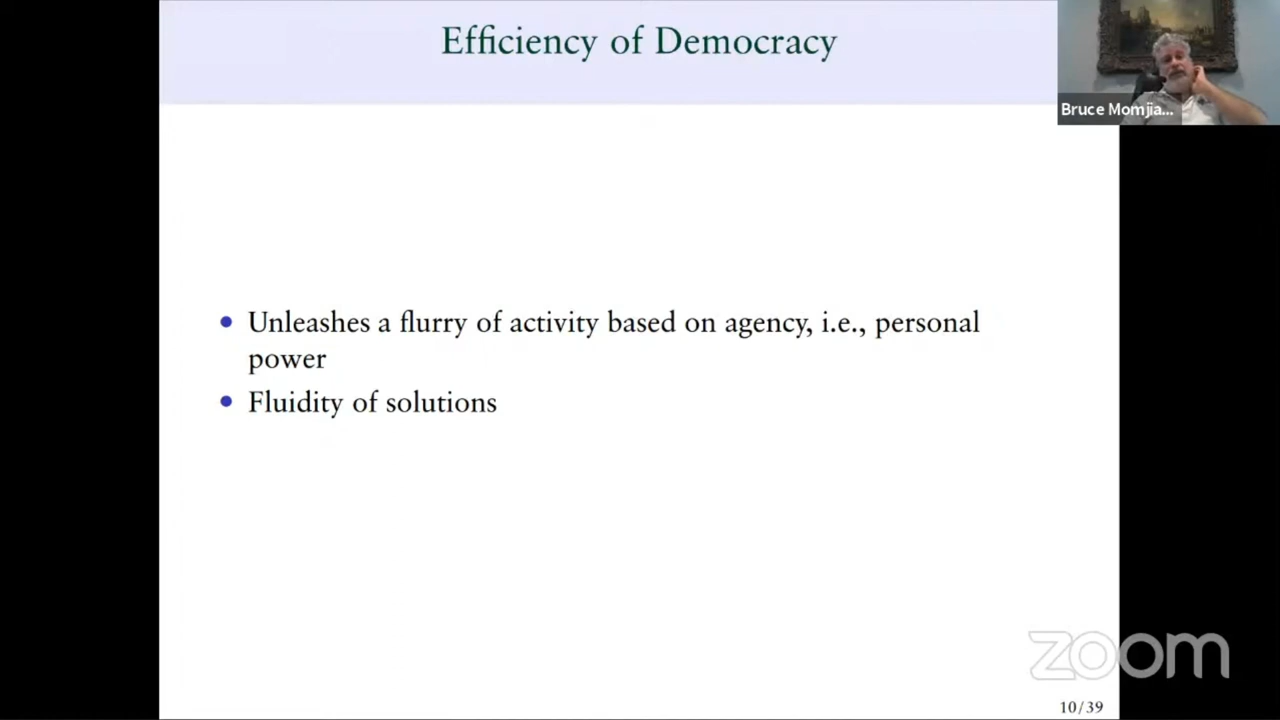 Efficiency of Democracy
Bruce Momjia...
• Unleashes a flurry of activity based on agency, i.e., personal
power
• Fluidity of solutions
zoom
10/39